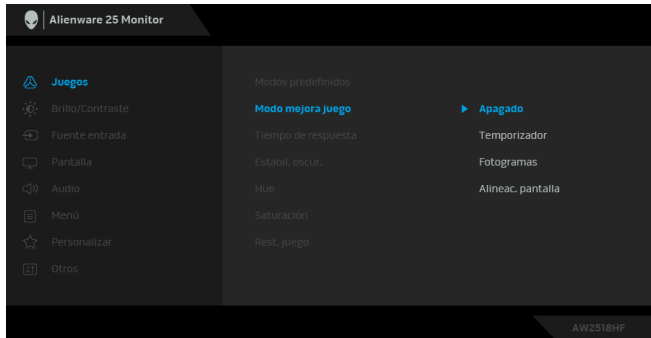 Alienware 25 Monitor
Juegos
Brillo/Contraste
Fuente entrada
Pantalla
Audio
Menú
Personalizar
Otros
Modos predefinidos
Modo mejora juego
Tiempo de respuesta
Estabil. oscur.
Hue
Saturación
Rest. juego
Apagado
Temporizador
Fotogramas
Alineac. pantalla
AW2518HF